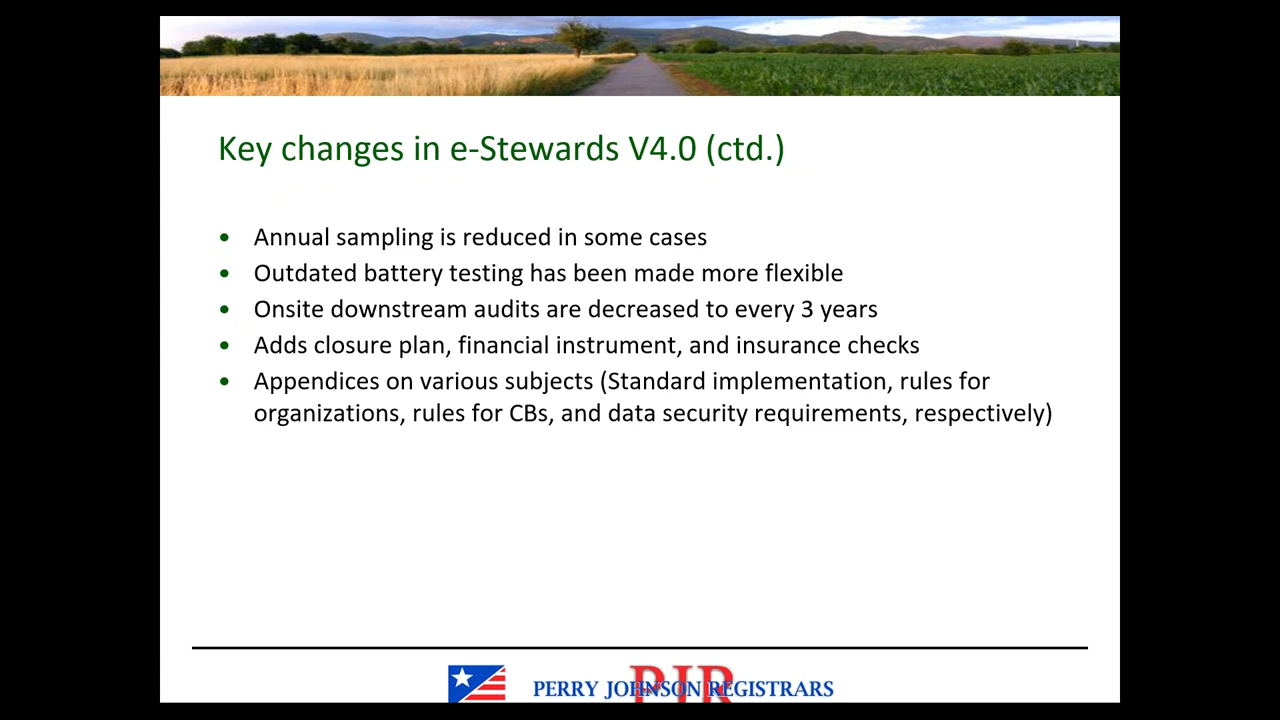 Key changes in e-Stewards V4.0 (ctd.)
• Annual sampling is reduced in some cases
• Outdated battery testing has been made more flexible
• Onsite downstream audits are decreased to every 3 years
• Adds closure plan, financial instrument, and insurance checks
• Appendices on various subjects (Standard implementation, rules for
organizations, rules for CBs, and data security requirements, respectively)
PJR
PERRY JOHNSON REGISTRARS